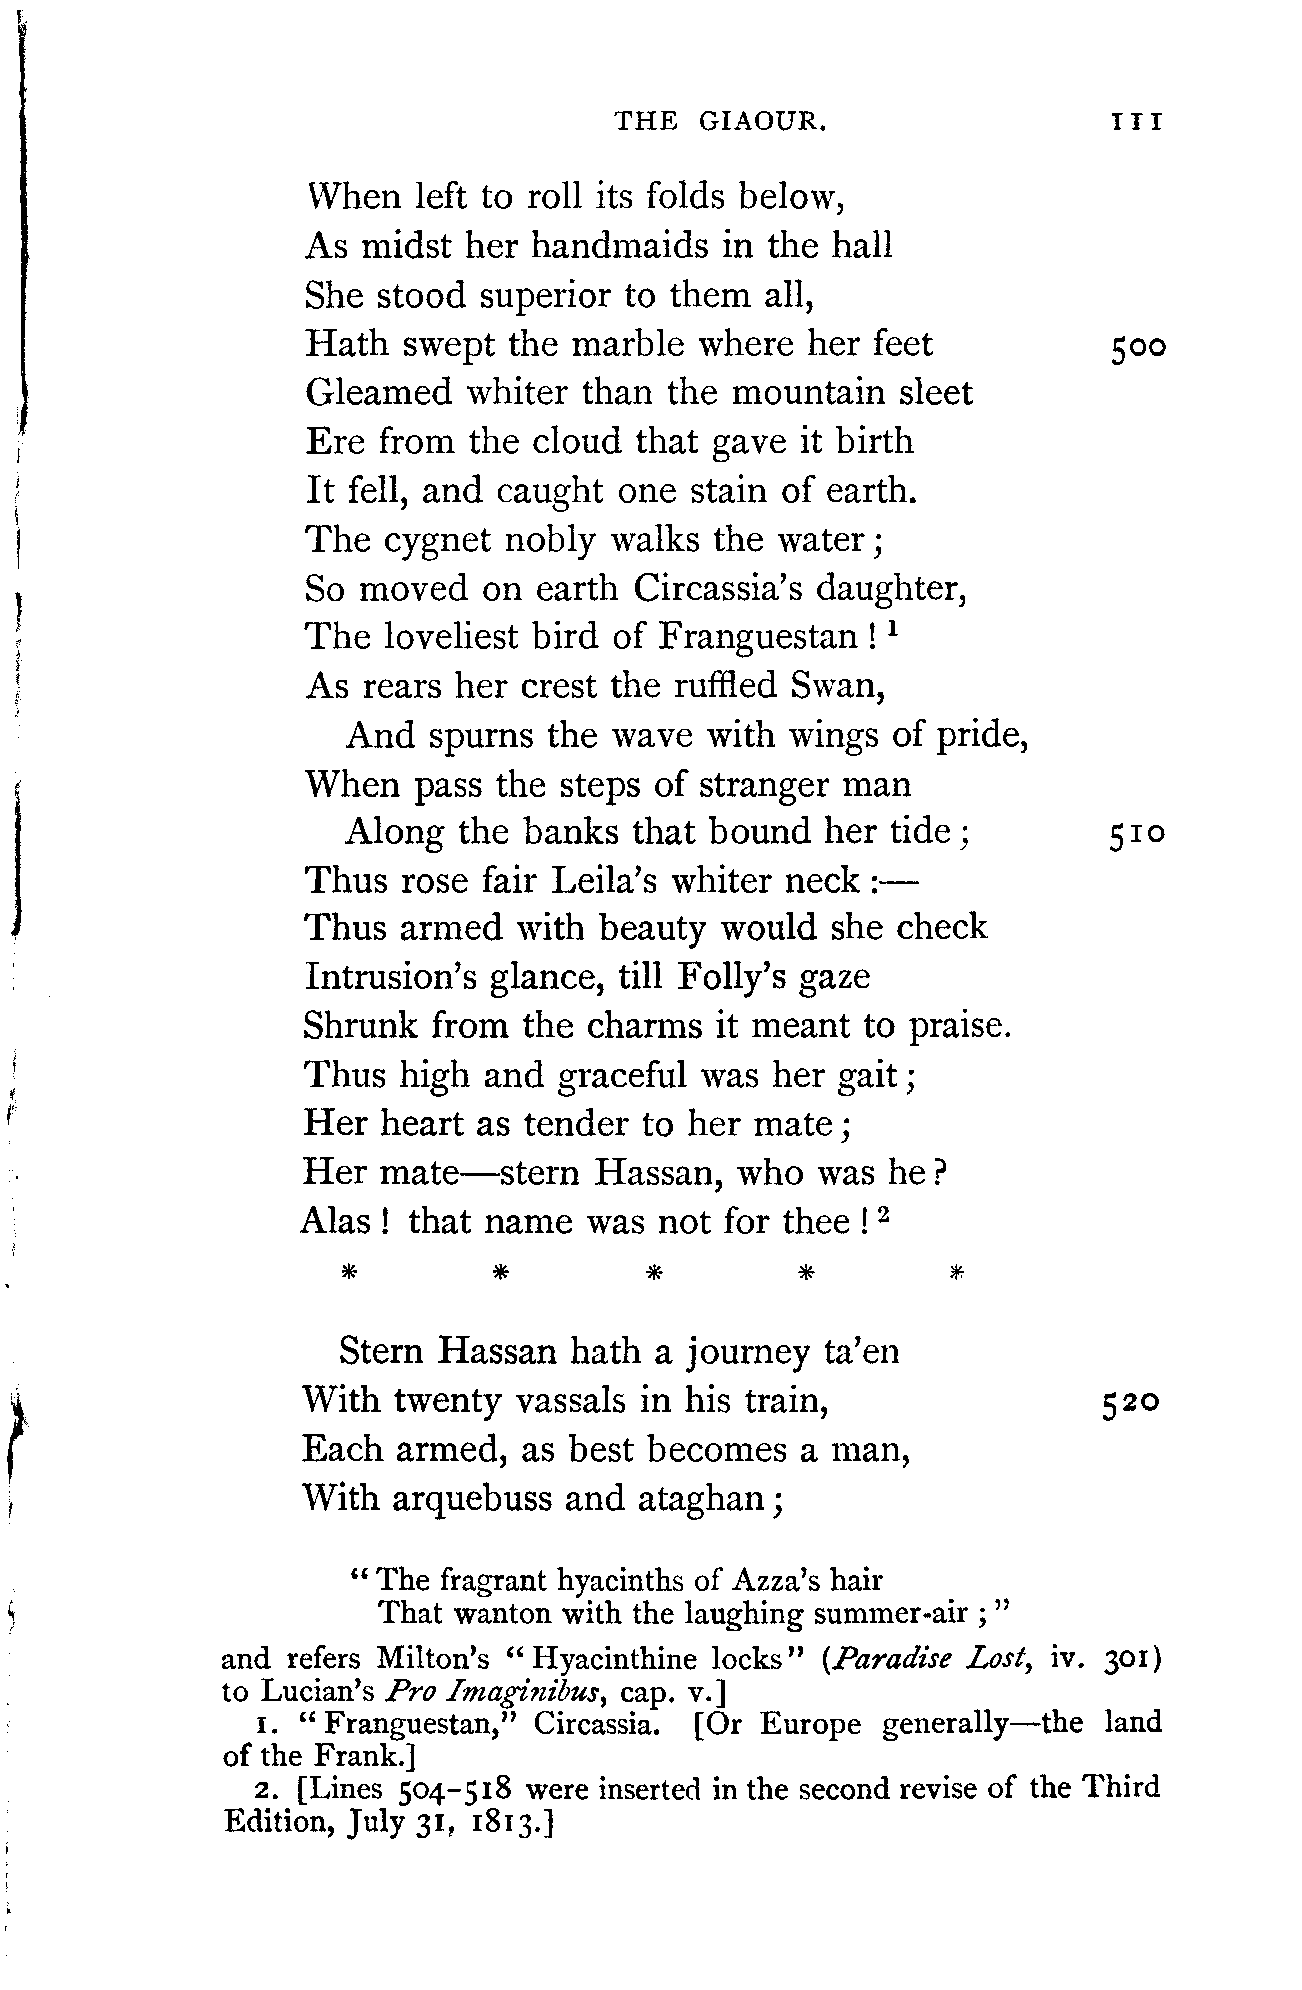 THE GIAOUR. 111
When left to roll its folds below,
As midst her handmaids in the hall
She stood superior to them all,
Hath swept the marble where her feet 500
Gleamed whiter than the mountain sleet
Ere from the cloud that gave it birth
It fell, and caught one stain of earth.
The cygnet nobly walks the water;
So moved on earth Circassia's daughter,
The loveliest bird of Franguestan! 1
As rears her crest the ruffled Swan,
And spurns the wave with wings of pride,
When pass the steps of stranger man
Along the banks that bound her tide; 510
Thus rose fair Leila's whiter neck:—
Thus armed with beauty would she check
Intrusion's glance, till Folly's gaze
Shrunk from the charms it meant to praise.
Thus high and graceful was her gait;
Her heart as tender to her mate;
Her mate—stern Hassan, who was he?
Alas! that name was not for thee! 2
* * * * *
Stern Hassan hath a journey ta'en
With twenty vassals in his train, 520
Each armed, as best becomes a man,
With arquebuss and ataghan;
"The fragrant hyacinths of Azza's hair
That wanton with the laughing summer-air;"
and refers Milton's "Hyacinthine locks" (Paradise Lost, iv. 301)
to Lucian's Pro Imaginibus, cap. v.]
1. "Franguestan," Circassia. [Or Europe generally—the land
of the Frank.]
2. [Lines 504-518 were inserted in the second revise of the Third
Edition, July 31, 1813.]